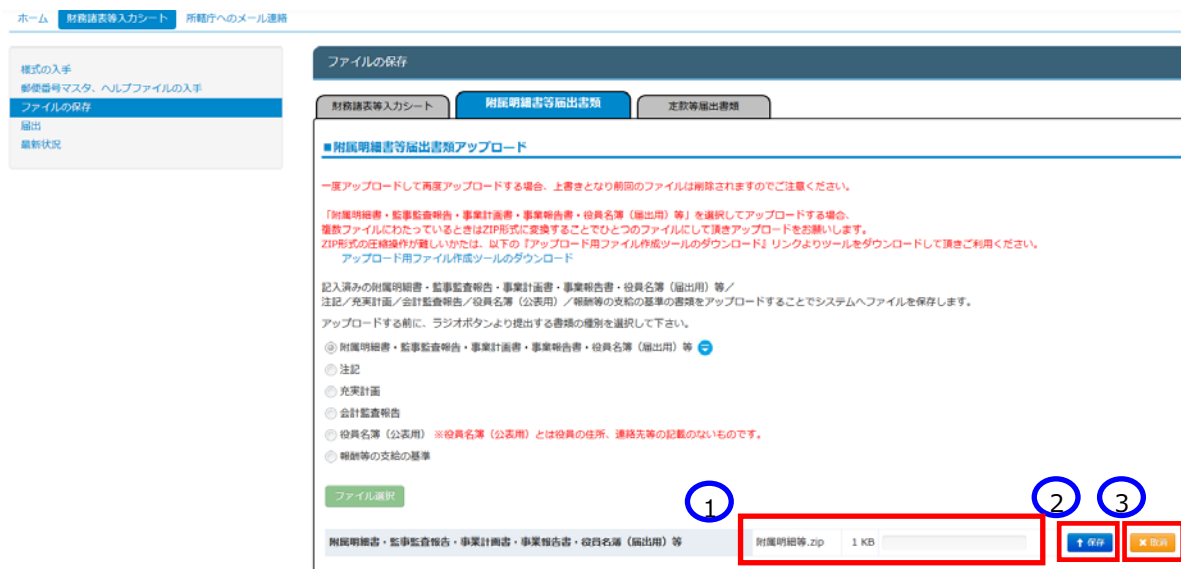 ホーム 財務諸表等入力シート 所轄庁へのメール連絡
様式の入手
郵便番号マスタ、ヘルプファイルの入手
ファイルの保存
届出
最新状況
ファイルの保存
財務諸表等入力シート 附属明細書等届出書類 定款等届出書類
■附属明細書等届出書類アップロード
一度アップロードして再度アップロードする場合、上書きとなり前回のファイルは削除されますのでご注意ください。
「附属明細書・監事監査報告・事業計画書・事業報告書・役員名簿（届出用）等」を選択してアップロードする場合、
複数ファイルにわたっているときはZIP形式に変換することでひとつのファイルにして頂きアップロードをお願いします。
ZIP形式の圧縮操作が難しいかたは、以下の『アップロード用ファイル作成ツールのダウンロード』リンクよりツールをダウンロードして頂きご利用ください。
アップロード用ファイル作成ツールのダウンロード
記入済みの附属明細書・監事監査報告・事業計画書・事業報告書・役員名簿（届出用）等／
注記／充実計画／会計監査報告／役員名簿（公表用）／報酬等の支給の基準の書類をアップロードすることでシステムへファイルを保存します。
アップロードする前に、ラジオボタンより提出する書類の種別を選択して下さい。
附属明細書・監事監査報告・事業計画書・事業報告書・役員名簿（届出用）等
注記
充実計画
会計監査報告
役員名簿（公表用） ※役員名簿（公表用）とは役員の住所、連絡先等の記載のないものです。
報酬等の支給の基準
ファイル選択
1 2 3
附属明細書・監事監査報告・事業計画書・事業報告書・役員名簿（届出用）等 附属明細等.zip 1 KB 保存 取消